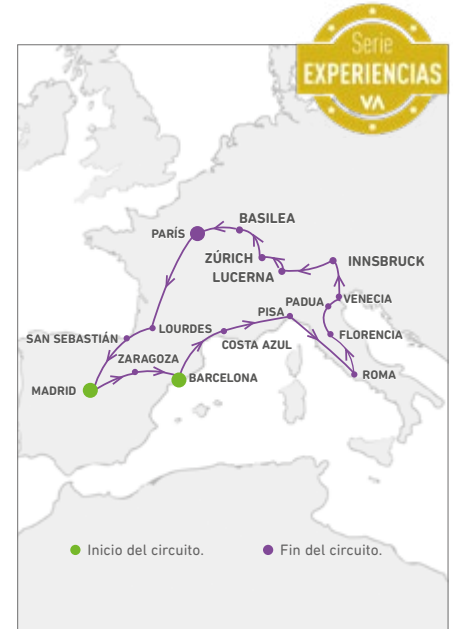 Serie
EXPERIENCIAS
VA
BASILEA
PARÍS
ZÚRICH
INNSBRUCK
LUCERNA
PADUA
VENECIA
PISA
LOURDES
FLORENCIA
SAN SEBASTIÁN
COSTA AZUL
ZARAGOZA
ROMA
BARCELONA
MADRID
Inicio del circuito.
Fin del circuito.